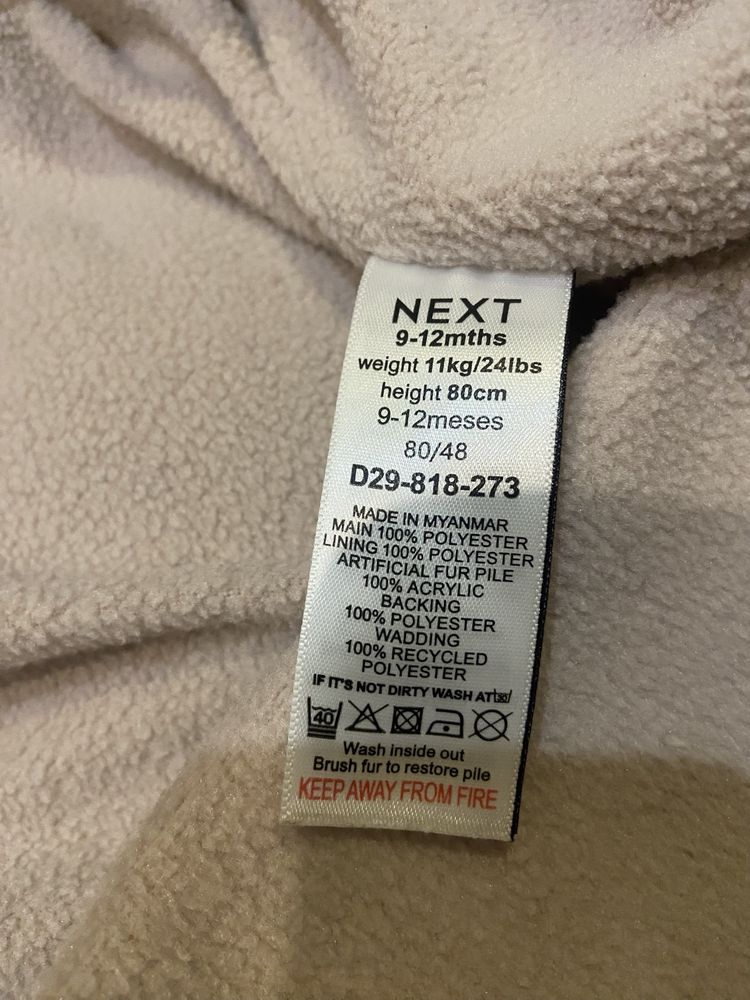 NEXT
9-12mths
weight 11kg/24lbs
height 80cm
9-12meses
80/48
D29-818-273
MADE IN MYANMAR
MAIN 100% POLYESTER
LINING 100% POLYESTER
ARTIFICIAL FUR PILE
100% ACRYLIC
BACKING
100% POLYESTER
WADDING
100% RECYCLED
POLYESTER
IF IT'S NOT DIRTY WASH AT 30
40
Wash inside out
Brush fur to restore pile
KEEP AWAY FROM FIRE